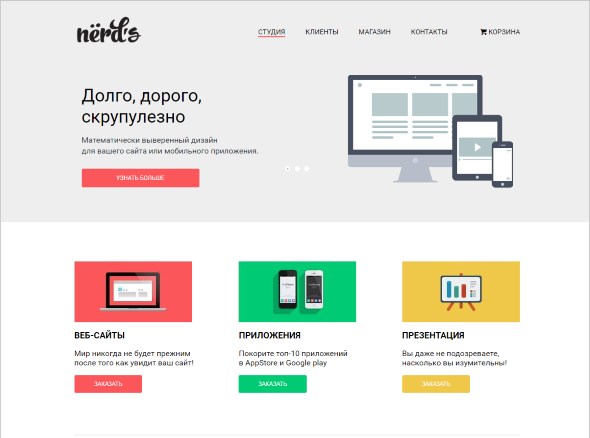 nёrd's
СТУДИЯ КЛИЕНТЫ МАГАЗИН КОНТАКТЫ КОРЗИНА
Долго, дорого,
скрупулезно
Математически выверенный дизайн
для вашего сайта или мобильного приложения.
УЗНАТЬ БОЛЬШЕ
ВЕБ-САЙТЫ
Мир никогда не будет прежним
после того как увидит ваш сайт!
ЗАКАЗАТЬ
ПРИЛОЖЕНИЯ
Покорите топ-10 приложений
в AppStore и Google play
ЗАКАЗАТЬ
ПРЕЗЕНТАЦИЯ
Вы даже не подозреваете,
насколько вы изумительны!
ЗАКАЗАТЬ